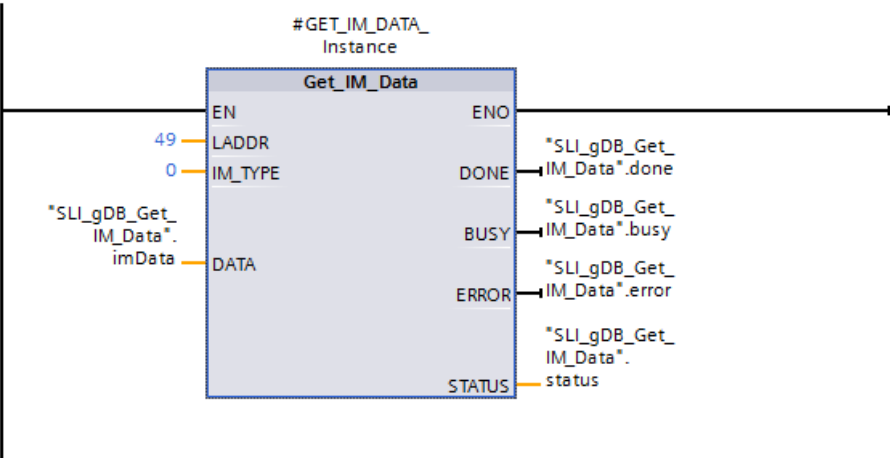 #GET_IM_DATA_
Instance
Get_IM_Data
EN
ENO
49
LADDR
0
IM_TYPE
DONE
"SLI_gDB_Get_
IM_Data".done
"SLI_gDB_Get_
IM_Data".
imData
DATA
BUSY
"SLI_gDB_Get_
IM_Data".busy
ERROR
"SLI_gDB_Get_
IM_Data".error
STATUS
"SLI_gDB_Get_
IM_Data".
status